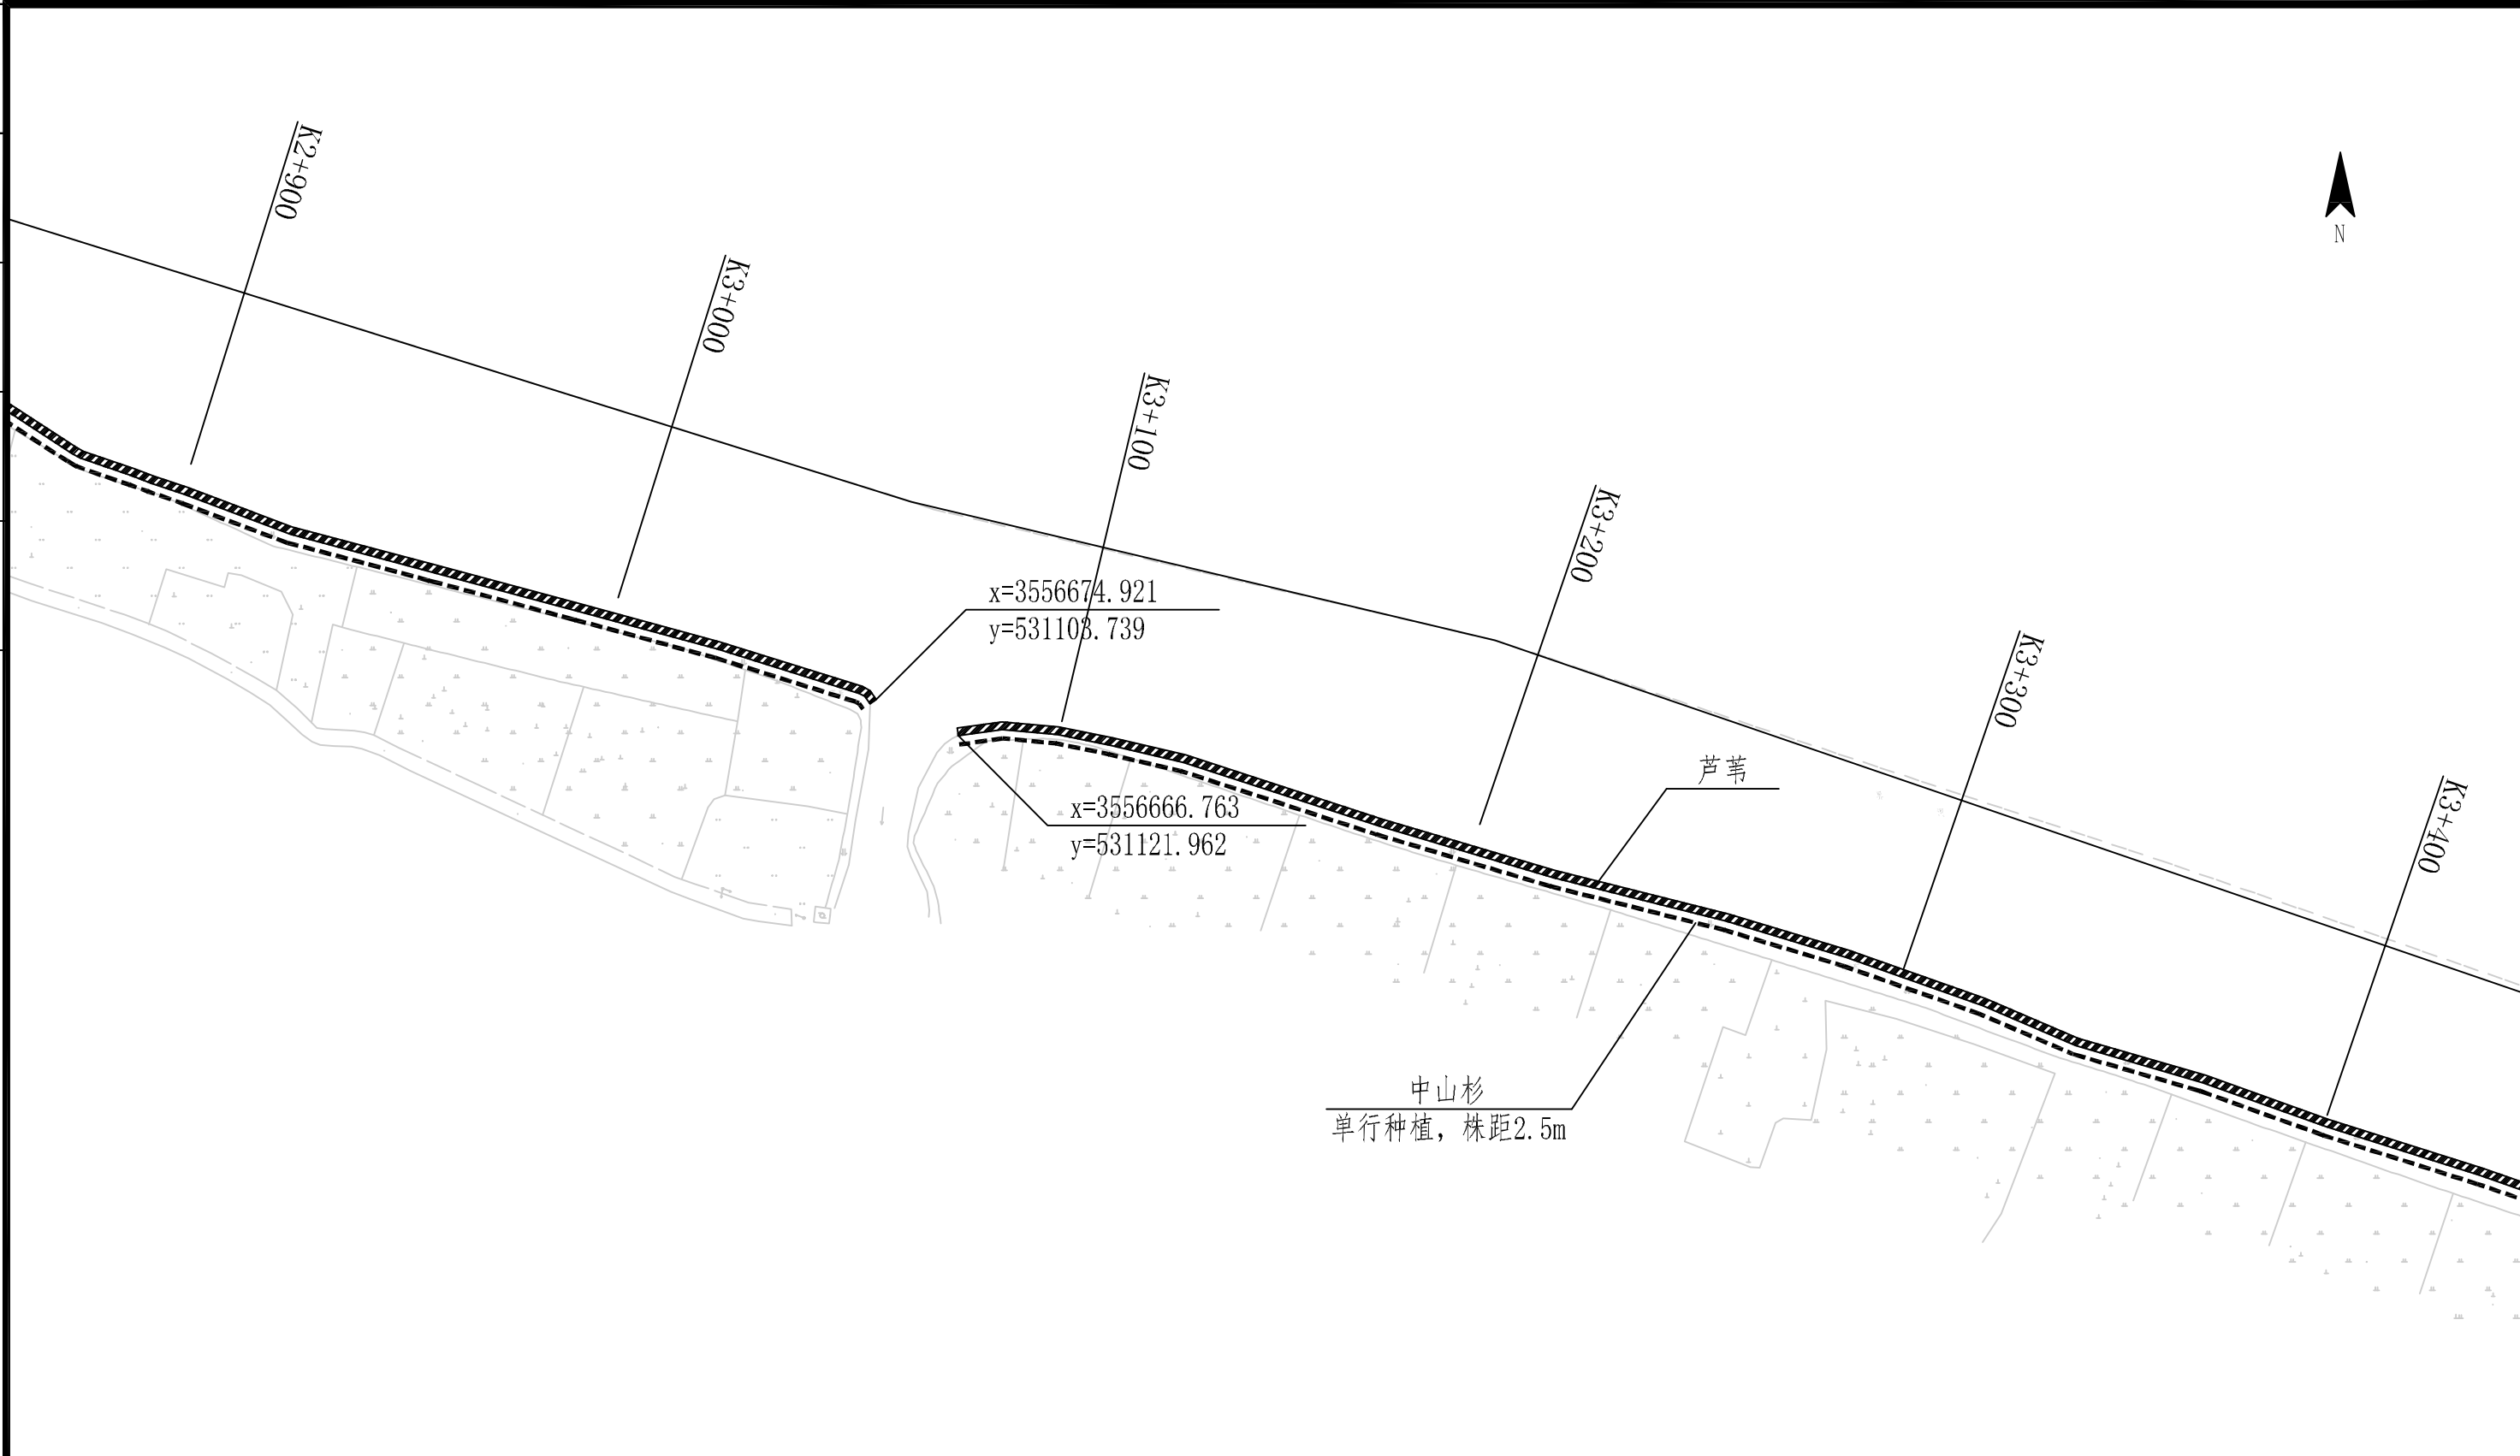 K2+900
N
K3+000
K3+100
K3+200
x=3556674.921
y=531103.739
K3+300
芦苇
K3+400
x=3556666.763
y=531121.962
中山杉
单行种植，株距2.5m